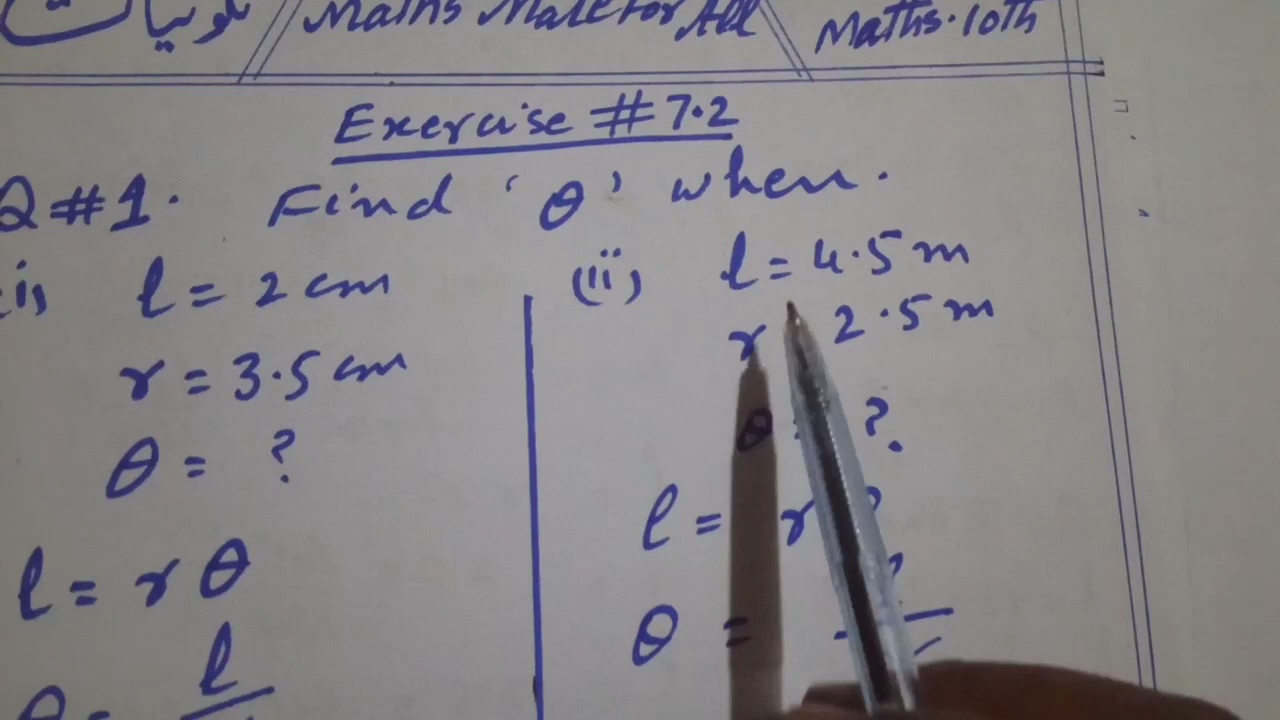 Maths Mate For All
Maths. 10th
Exercise # 7.2
Q #1. Find 'θ' when.
l = 2 cm
r = 3.5 cm
θ = ?
l = r θ
l
(ii) l = 4.5 m
r 2.5 m
θ ?.
l = r
θ =